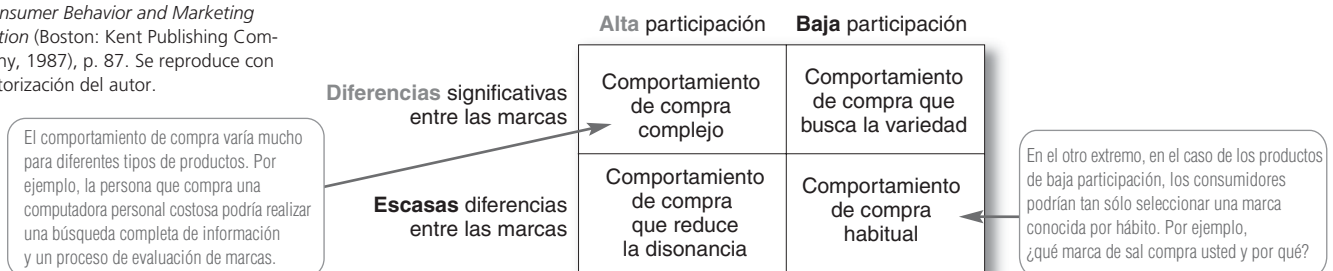 nsumer Behavior and Marketing
tion (Boston: Kent Publishing Com-
ny, 1987), p. 87. Se reproduce con
torización del autor.
Alta participación
Baja participación
Diferencias significativas
entre las marcas
Comportamiento
de compra
complejo
Comportamiento
de compra que
busca la variedad
El comportamiento de compra varía mucho
para diferentes tipos de productos. Por
ejemplo, la persona que compra una
computadora personal costosa podría realizar
una búsqueda completa de información
y un proceso de evaluación de marcas.
Escasas diferencias
entre las marcas
Comportamiento
de compra
que reduce
la disonancia
Comportamiento
de compra
habitual
En el otro extremo, en el caso de los productos
de baja participación, los consumidores
podrían tan sólo seleccionar una marca
conocida por hábito. Por ejemplo,
¿qué marca de sal compra usted y por qué?